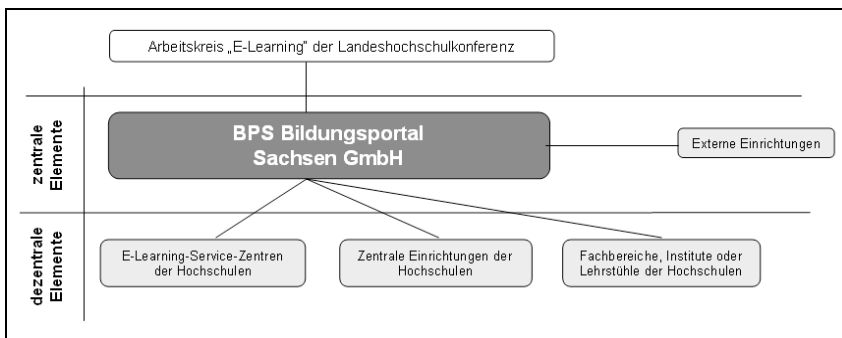 Arbeitskreis „E-Learning" der Landeshochschulkonferenz
zentrale
Elemente
BPS Bildungsportal
Sachsen GmbH
Externe Einrichtungen
dezentrale
Elemente
E-Learning-Service-Zentren
der Hochschulen
Zentrale Einrichtungen der
Hochschulen
Fachbereiche, Institute oder
Lehrstühle der Hochschulen